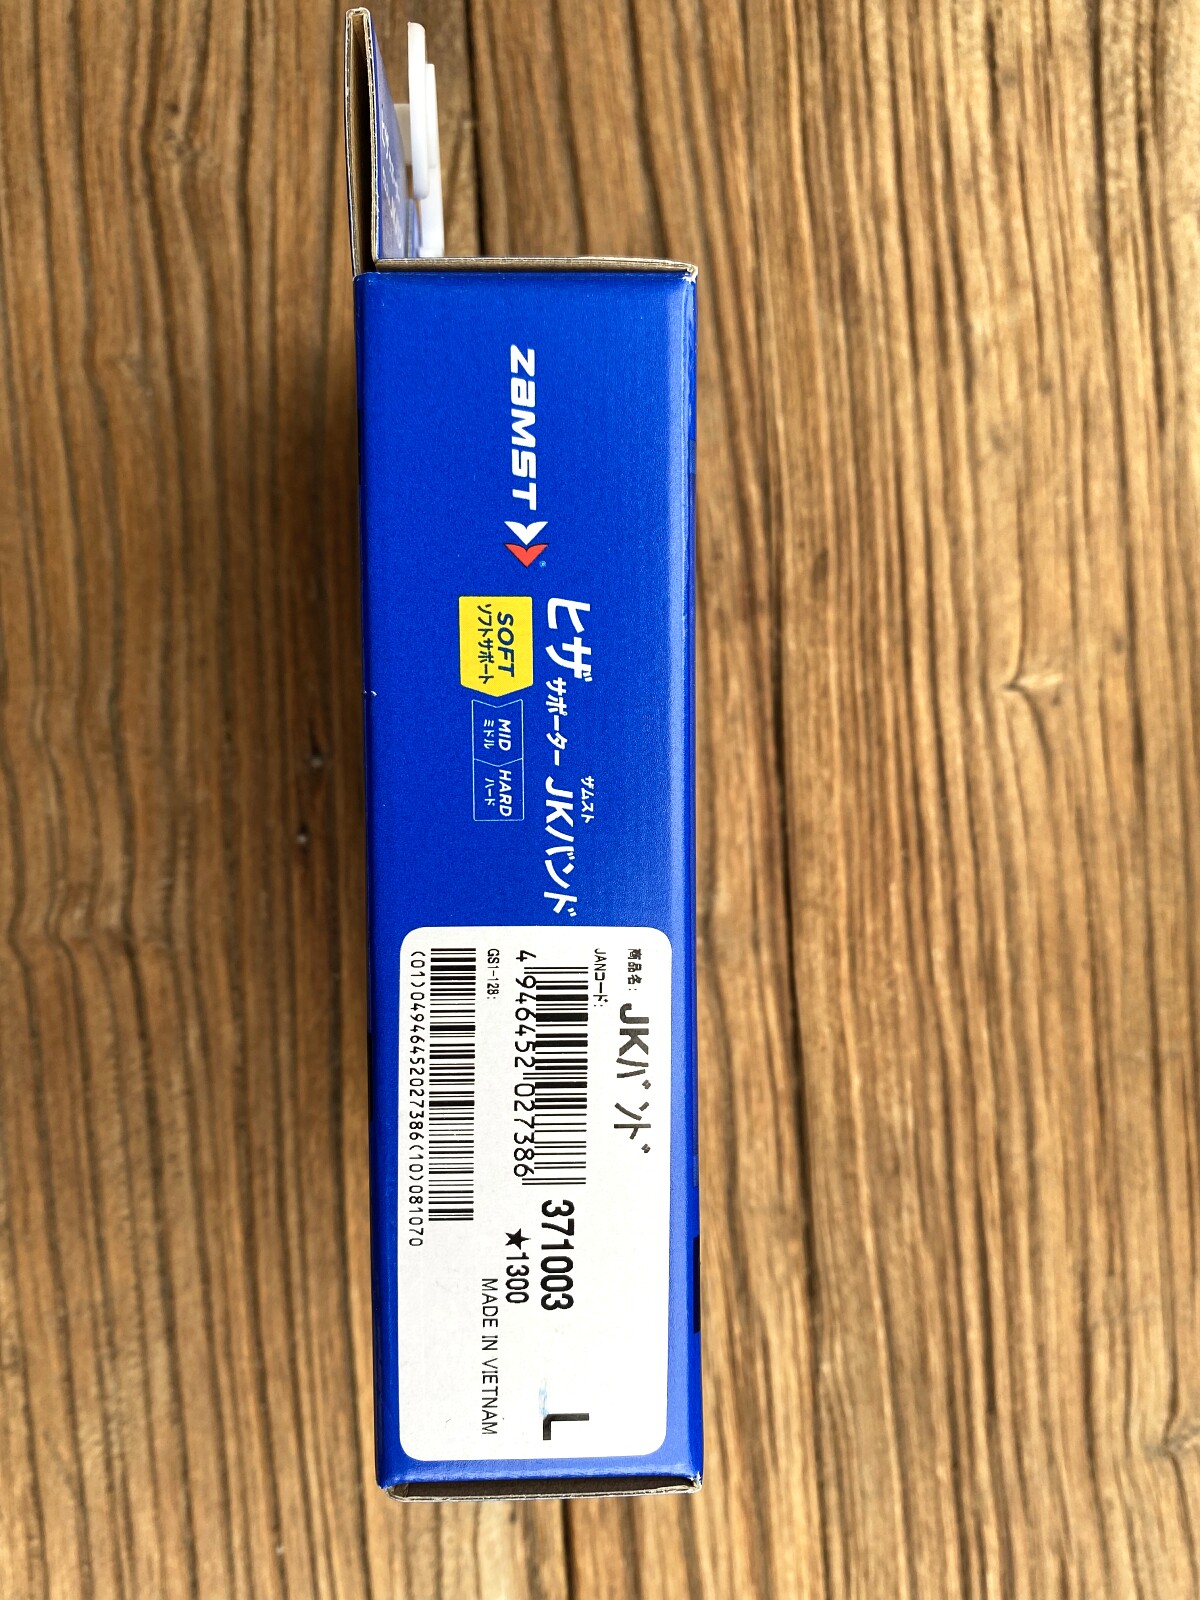 ZAMST
ザムスト
ヒザサポーター JKバンド
SOFT
ソフトサポート
MID
ミドル
HARD
ハード
商品名: JKバンド
JANコード:
4 946452 027386
371003
L
★1300
GS1-128:
MADE IN VIETNAM
(01)04946452027386(10)081070